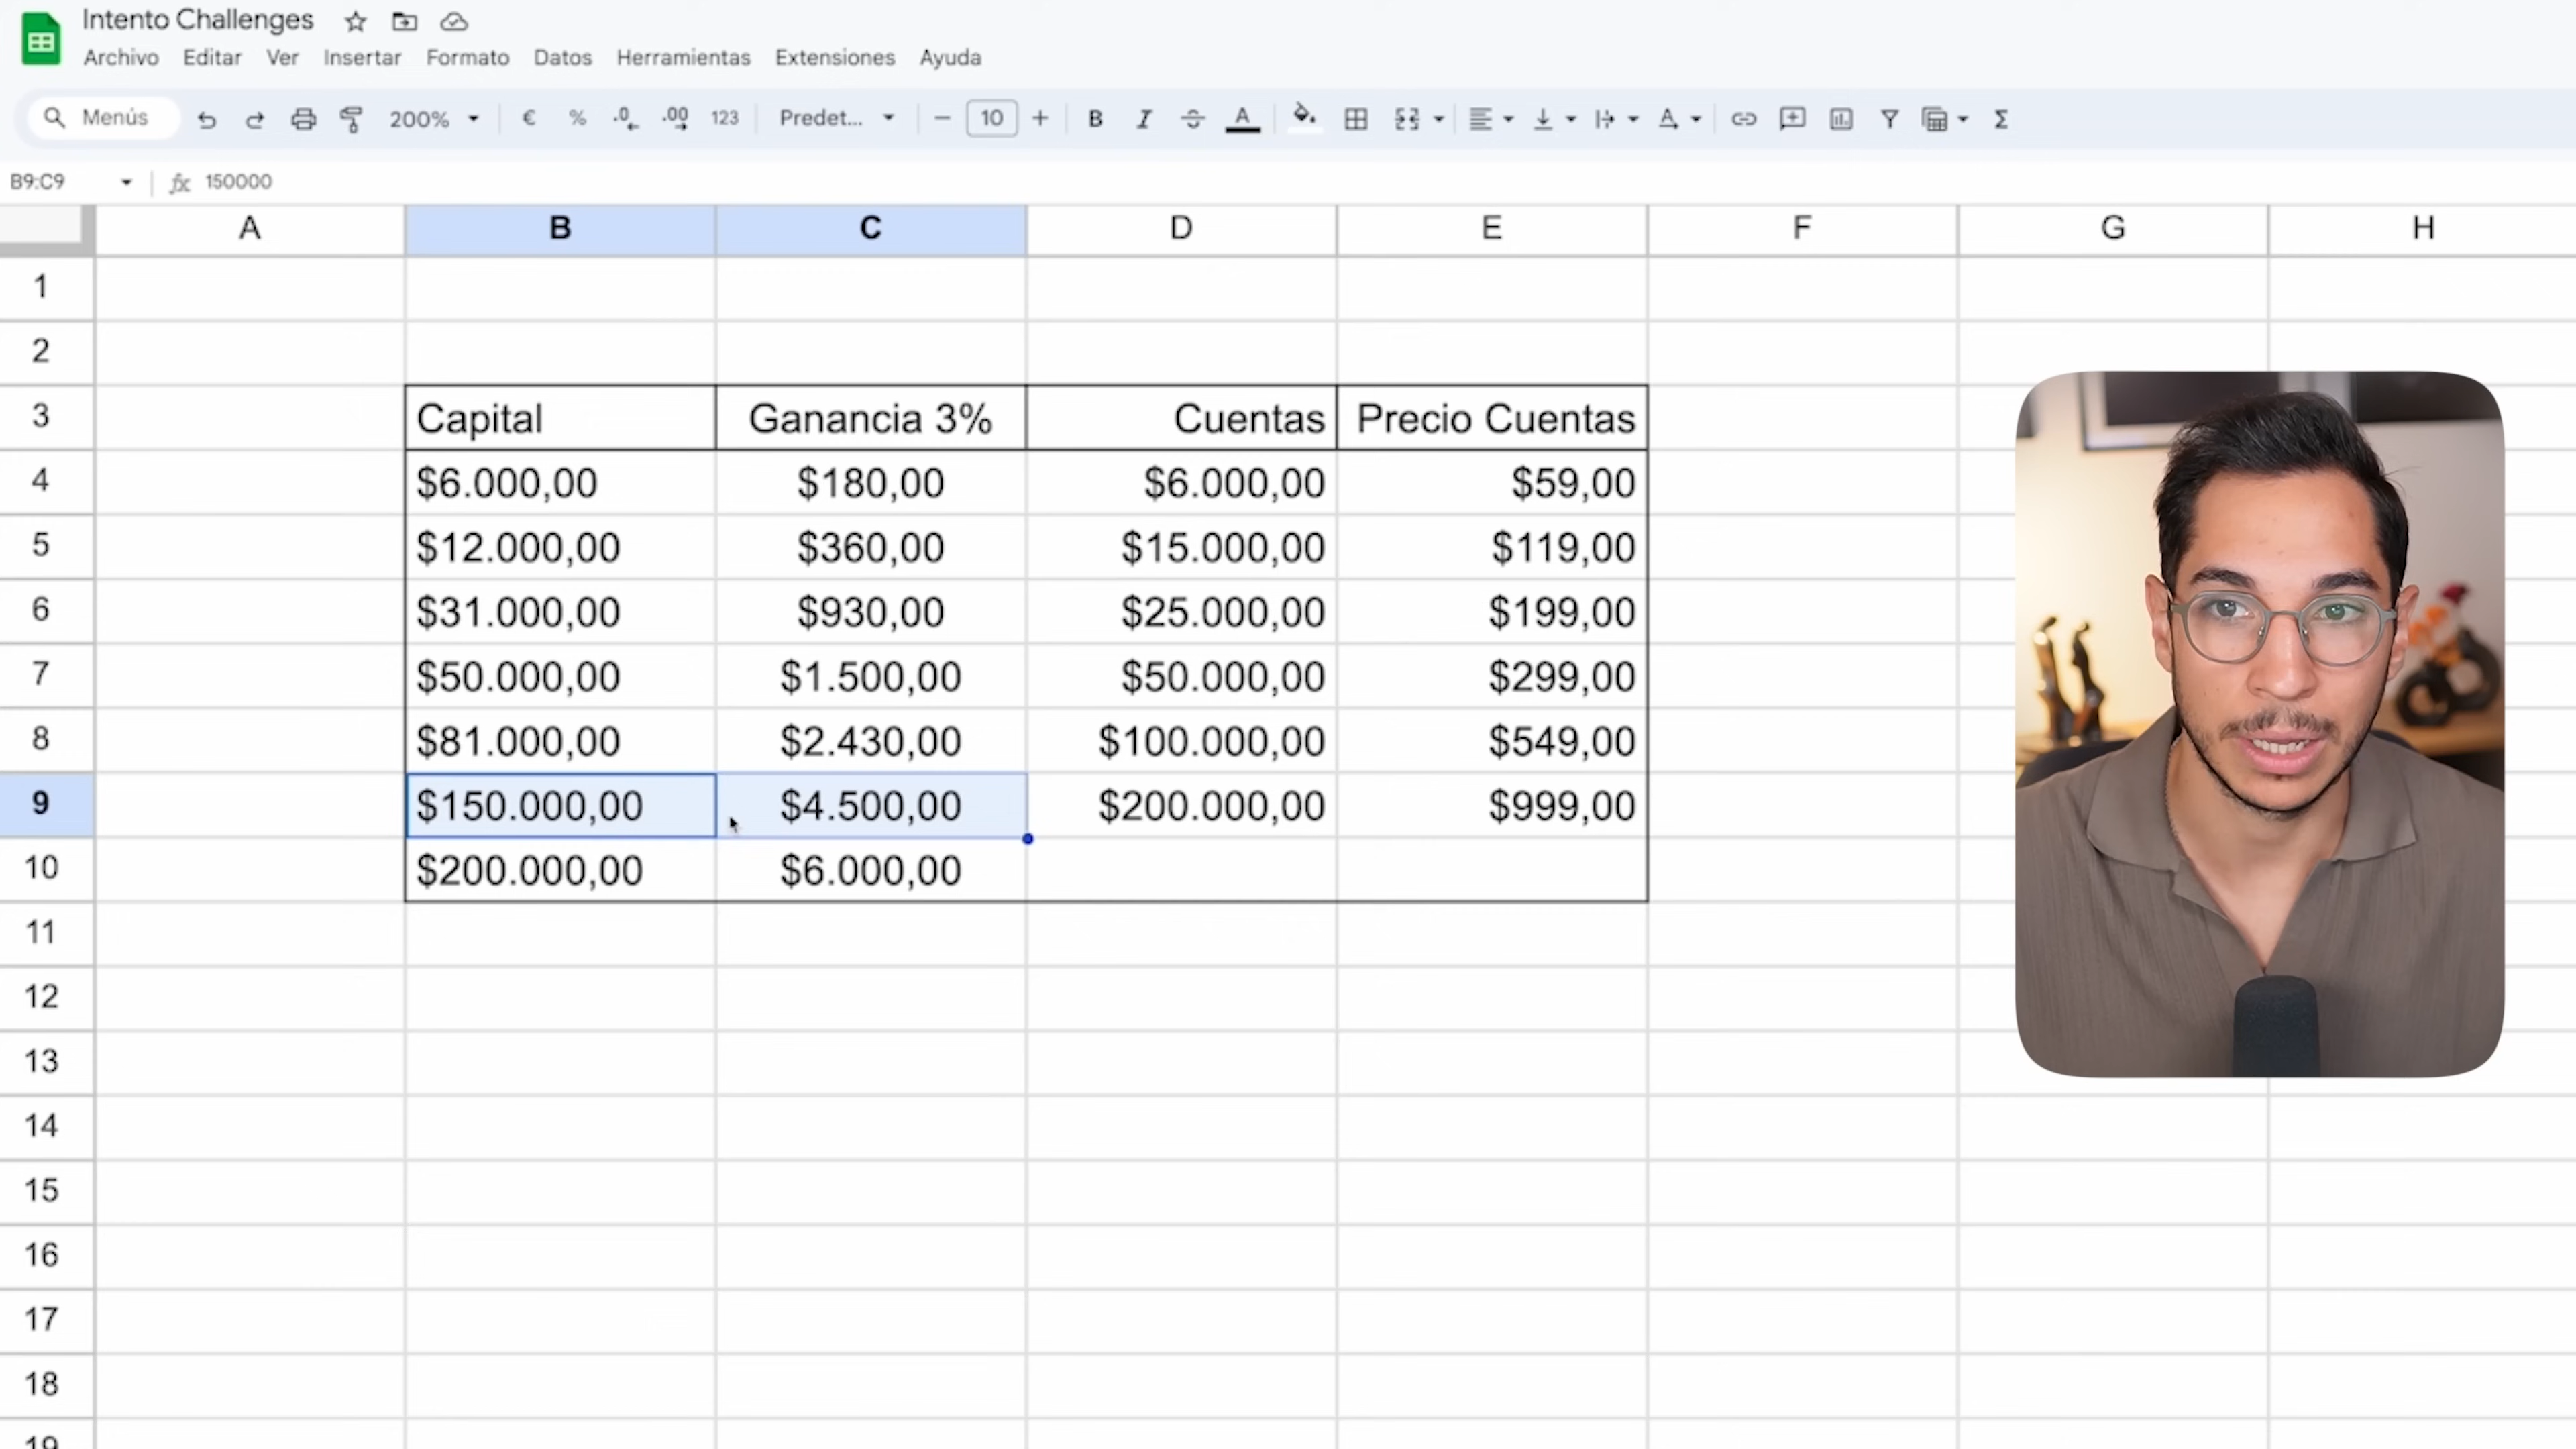 Intento Challenges
Archivo Editar Ver Insertar Formato Datos Herramientas Extensiones Ayuda
Menús 200% € % .0 .00 123 Predet... − 10 + B I A A Σ
B9:C9 fx 150000
A B C D E F G H
1
2
3 Capital Ganancia 3% Cuentas Precio Cuentas
4 $6.000,00 $180,00 $6.000,00 $59,00
5 $12.000,00 $360,00 $15.000,00 $119,00
6 $31.000,00 $930,00 $25.000,00 $199,00
7 $50.000,00 $1.500,00 $50.000,00 $299,00
8 $81.000,00 $2.430,00 $100.000,00 $549,00
9 $150.000,00 $4.500,00 $200.000,00 $999,00
10 $200.000,00 $6.000,00
11
12
13
14
15
16
17
18
19